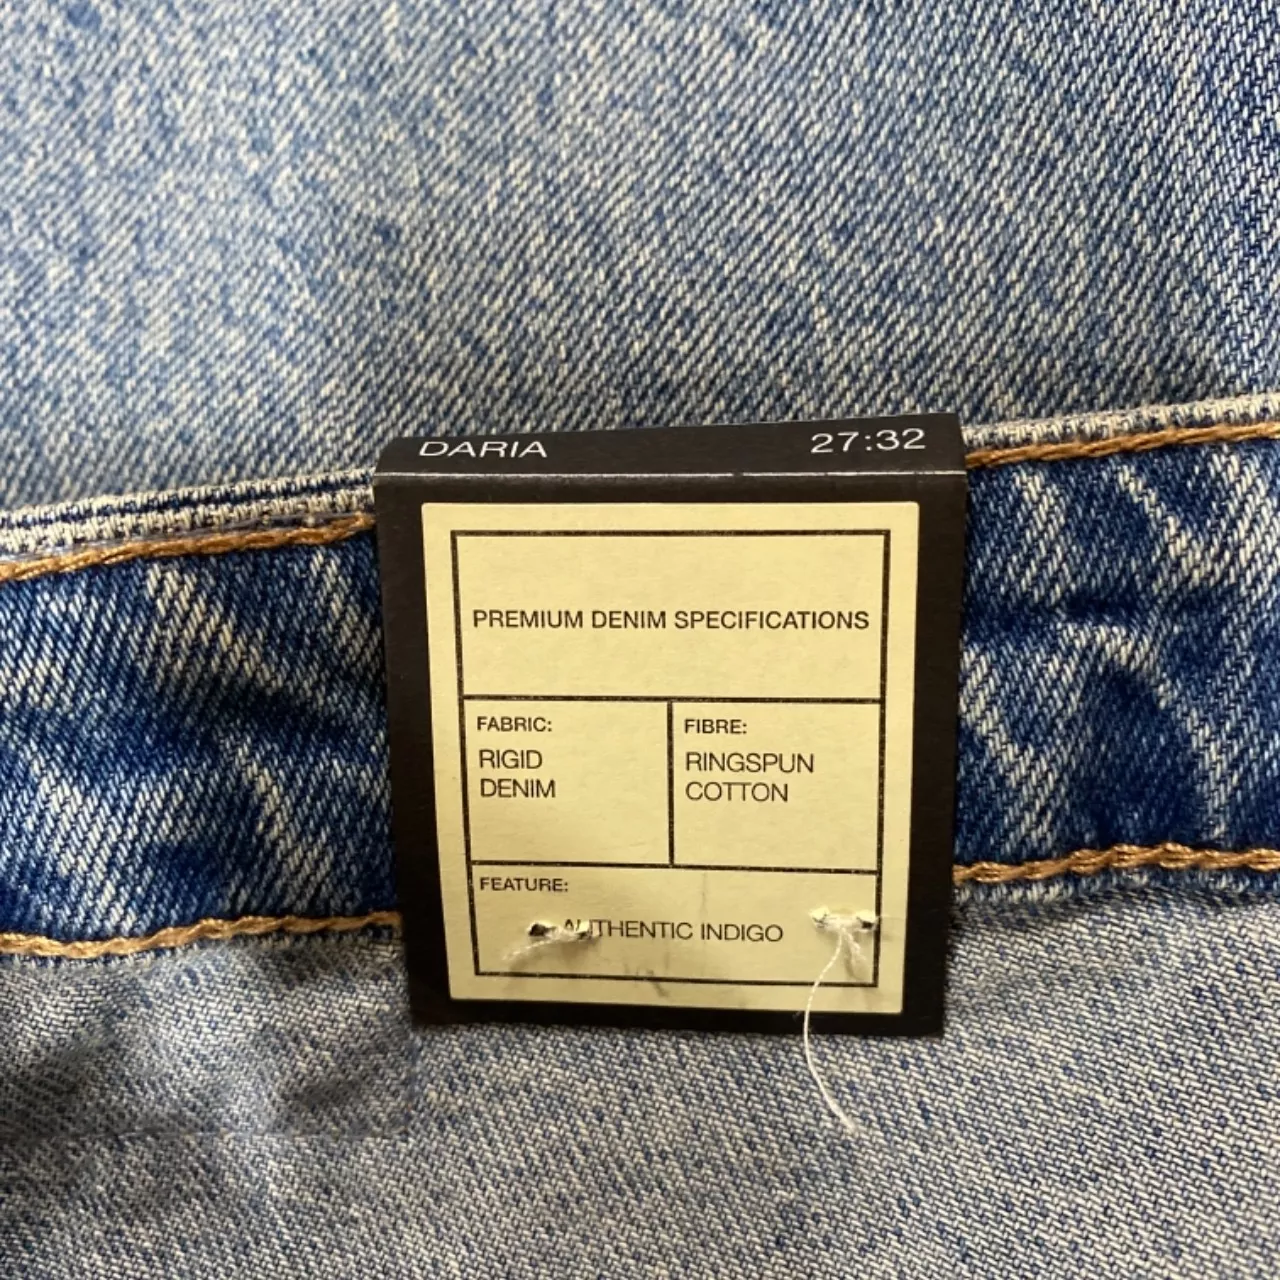 DARIA 27:32
PREMIUM DENIM SPECIFICATIONS
FABRIC:
RIGID
DENIM
FIBRE:
RINGSPUN
COTTON
FEATURE:
AUTHENTIC INDIGO